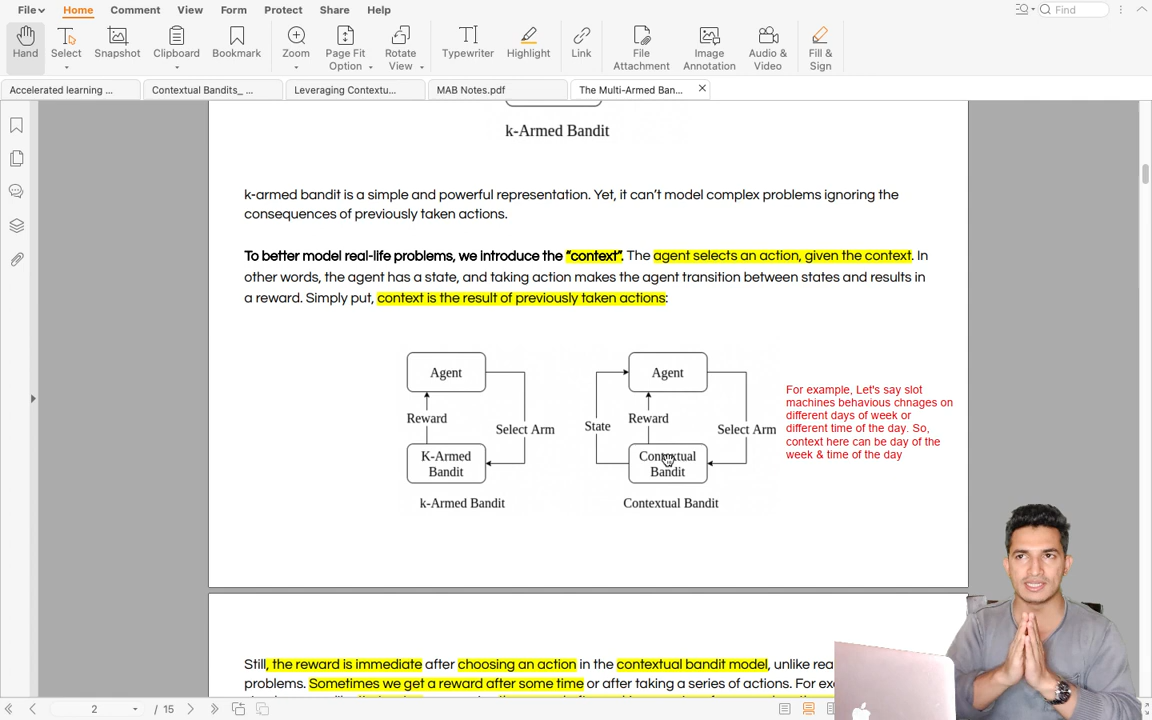 File Home Comment View Form Protect Share Help Find
Hand Select Snapshot Clipboard Bookmark Zoom Page Fit Option Rotate View Typewriter Highlight Link File Attachment Image Annotation Audio & Video Fill & Sign
Accelerated learning ... Contextual Bandits_ ... Leveraging Contextu... MAB Notes.pdf The Multi-Armed Ban...
k-Armed Bandit
k-armed bandit is a simple and powerful representation. Yet, it can't model complex problems ignoring the
consequences of previously taken actions.
To better model real-life problems, we introduce the “context”. The agent selects an action, given the context. In
other words, the agent has a state, and taking action makes the agent transition between states and results in
a reward. Simply put, context is the result of previously taken actions:
Agent
Reward
Select Arm
K-Armed
Bandit
k-Armed Bandit
Agent
State
Reward
Select Arm
Contextual
Bandit
Contextual Bandit
For example, Let's say slot
machines behavious chnages on
different days of week or
different time of the day. So,
context here can be day of the
week & time of the day
Still, the reward is immediate after choosing an action in the contextual bandit model, unlike rea
problems. Sometimes we get a reward after some time or after taking a series of actions. For
2 / 15